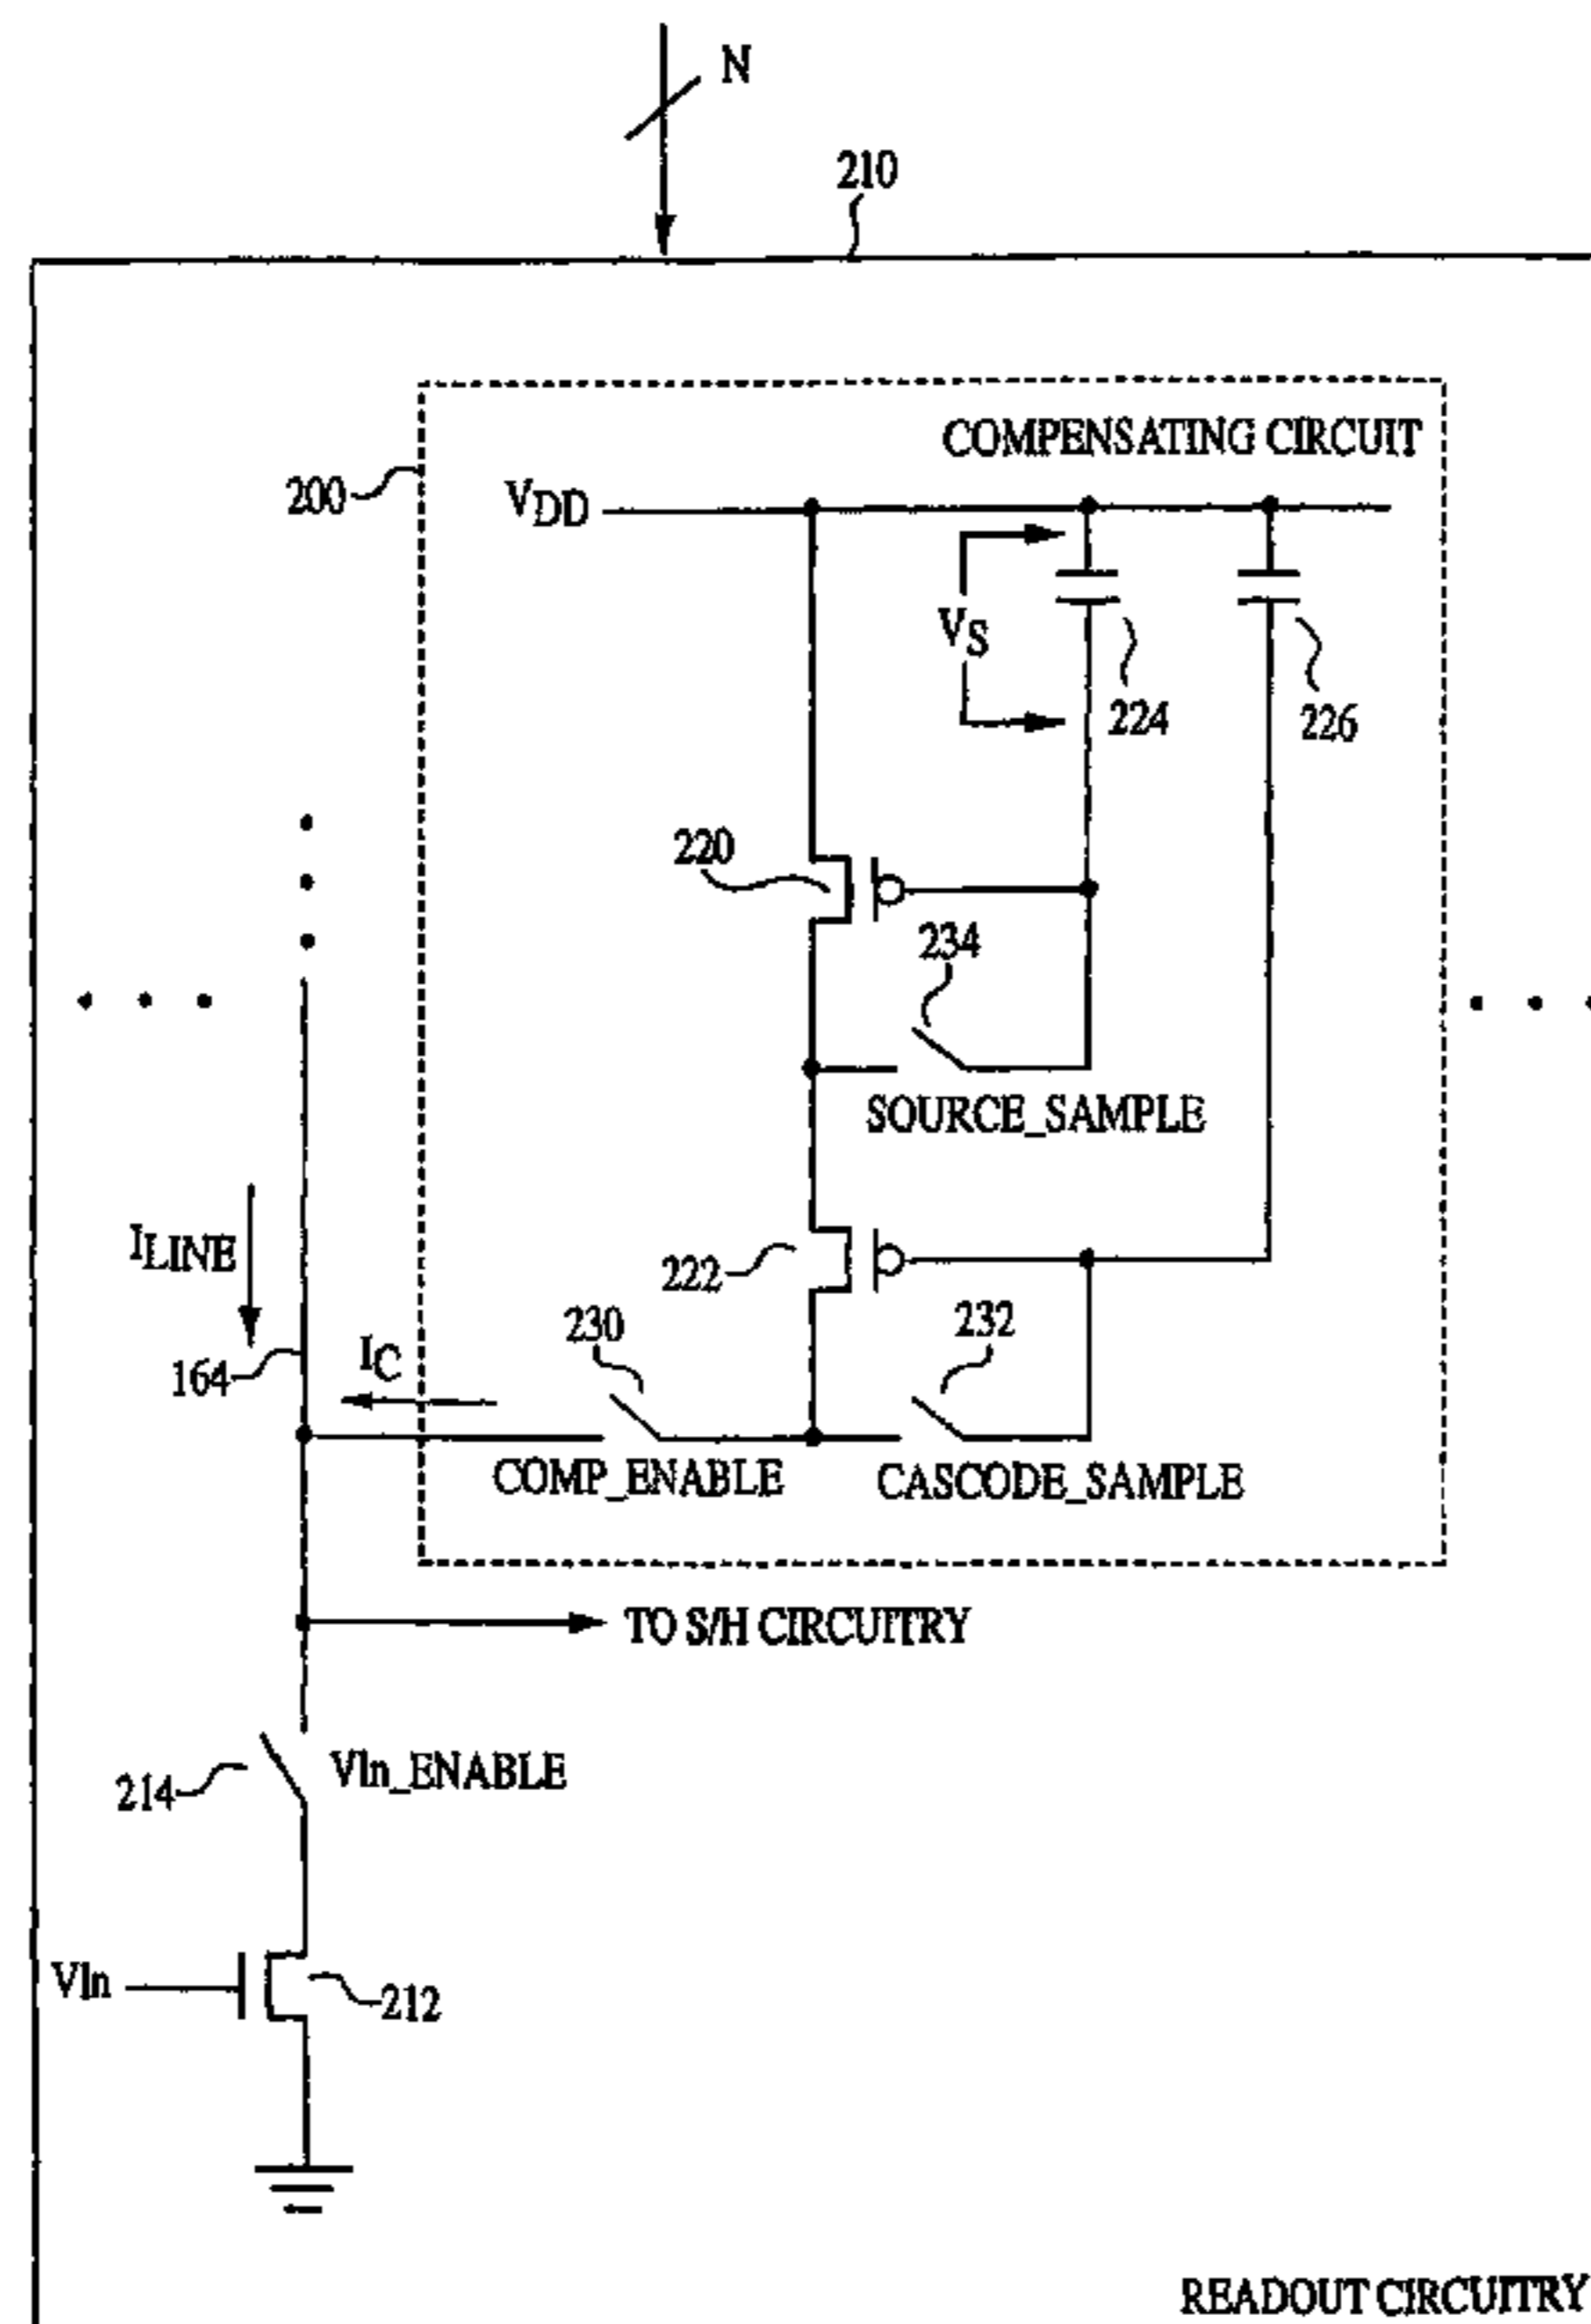 N
210
COMPENSATING CIRCUIT
200
VDD
VS
224
226
220
234
SOURCE_SAMPLE
ILINE
222
230
232
164
IC
COMP_ENABLE
CASCODE_SAMPLE
TO S/H CIRCUITRY
Vln_ENABLE
214
Vln
212
READOUT CIRCUITRY